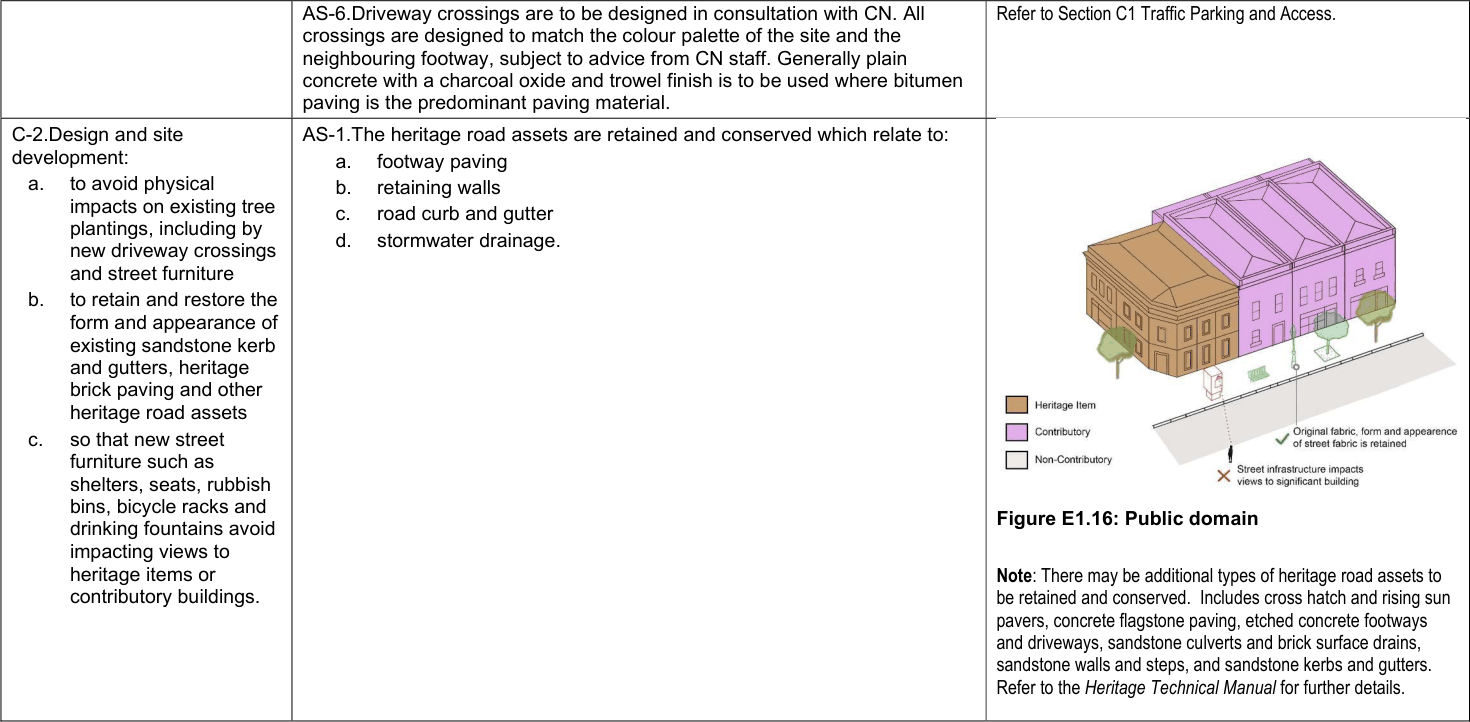 AS-6.Driveway crossings are to be designed in consultation with CN. All
crossings are designed to match the colour palette of the site and the
neighbouring footway, subject to advice from CN staff. Generally plain
concrete with a charcoal oxide and trowel finish is to be used where bitumen
paving is the predominant paving material.
Refer to Section C1 Traffic Parking and Access.
C-2.Design and site
development:
a. to avoid physical
impacts on existing tree
plantings, including by
new driveway crossings
and street furniture
b. to retain and restore the
form and appearance of
existing sandstone kerb
and gutters, heritage
brick paving and other
heritage road assets
c. so that new street
furniture such as
shelters, seats, rubbish
bins, bicycle racks and
drinking fountains avoid
impacting views to
heritage items or
contributory buildings.
AS-1.The heritage road assets are retained and conserved which relate to:
a. footway paving
b. retaining walls
c. road curb and gutter
d. stormwater drainage.
Heritage Item
Contributory
Non-Contributory
Original fabric, form and appearence
of street fabric is retained
Street infrastructure impacts
views to significant building
Figure E1.16: Public domain
Note: There may be additional types of heritage road assets to
be retained and conserved. Includes cross hatch and rising sun
pavers, concrete flagstone paving, etched concrete footways
and driveways, sandstone culverts and brick surface drains,
sandstone walls and steps, and sandstone kerbs and gutters.
Refer to the Heritage Technical Manual for further details.